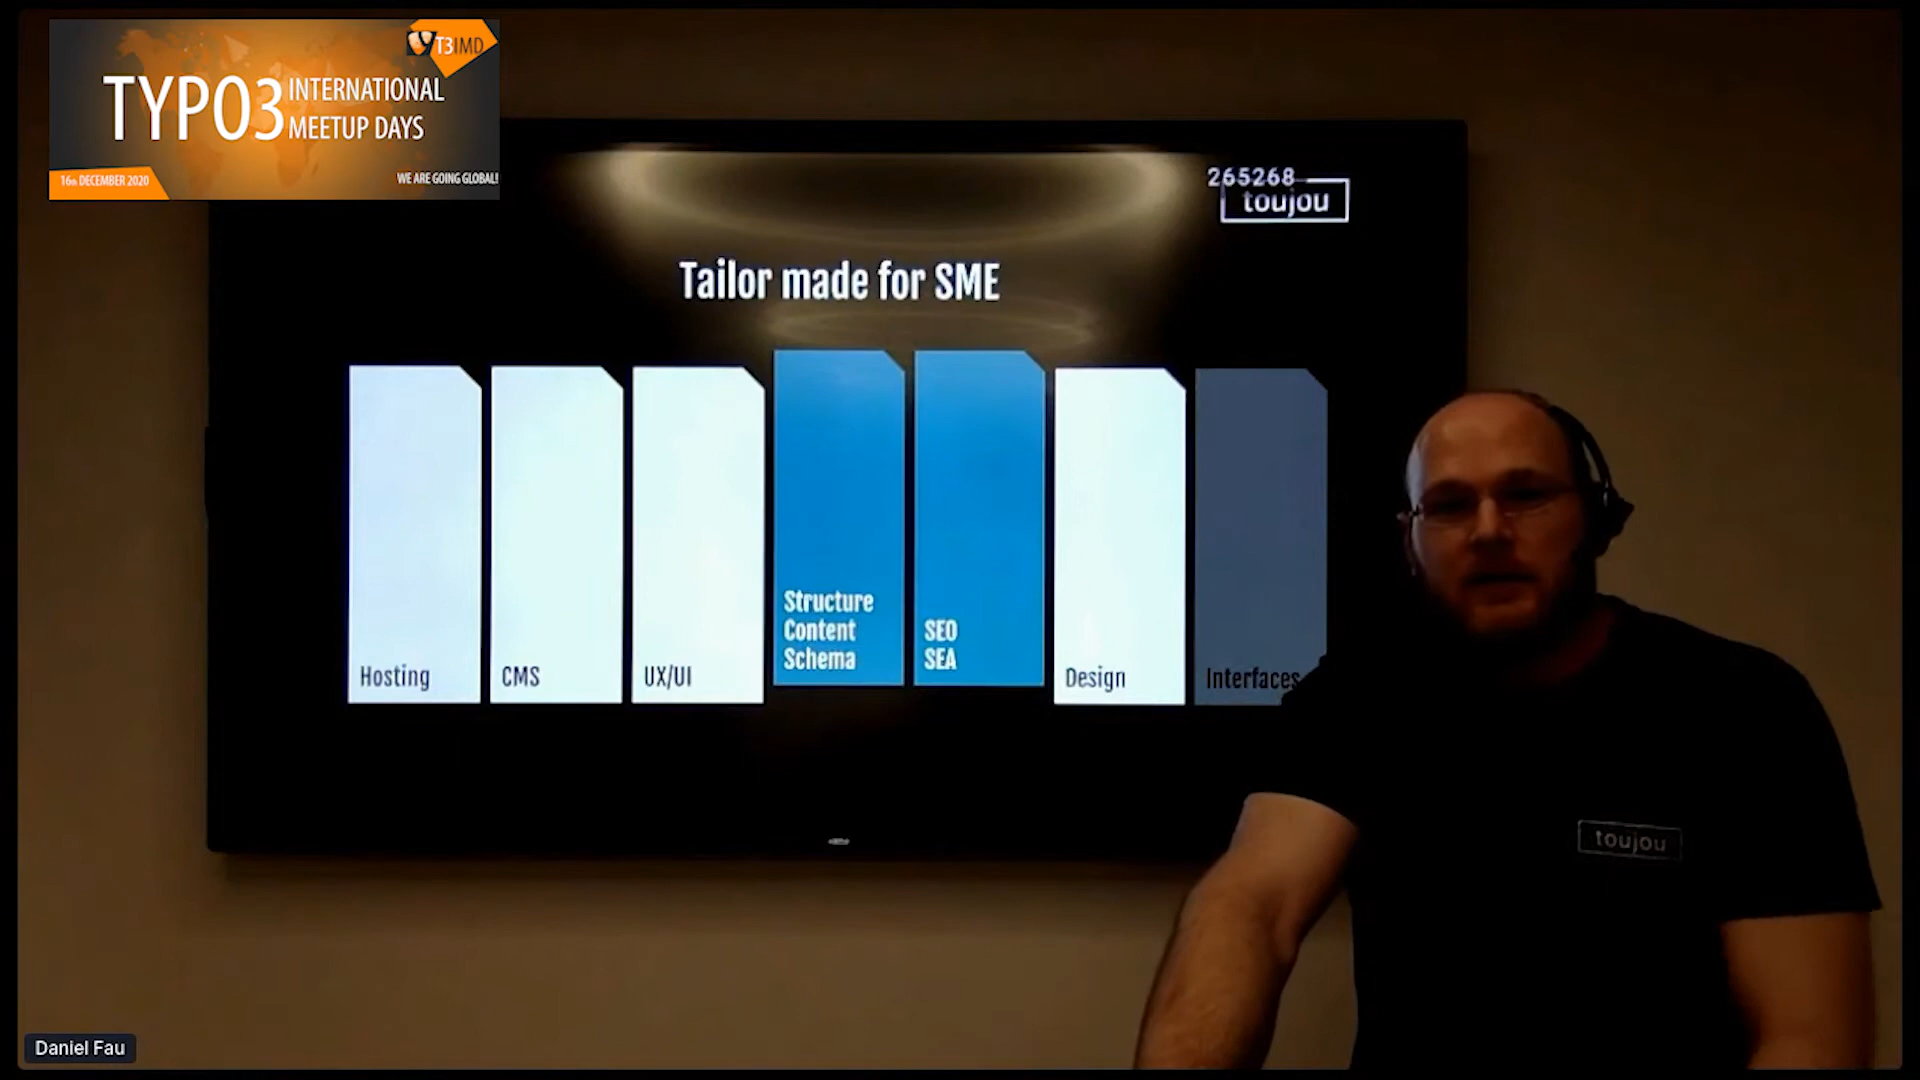 T3IMD
TYPO3 INTERNATIONAL
MEETUP DAYS
16th DECEMBER 2020
WE ARE GOING GLOBAL!
265268
toujou
Tailor made for SME
Hosting
CMS
UX/UI
Structure
Content
Schema
SEO
SEA
Design
Interfaces
toujou
Daniel Fau